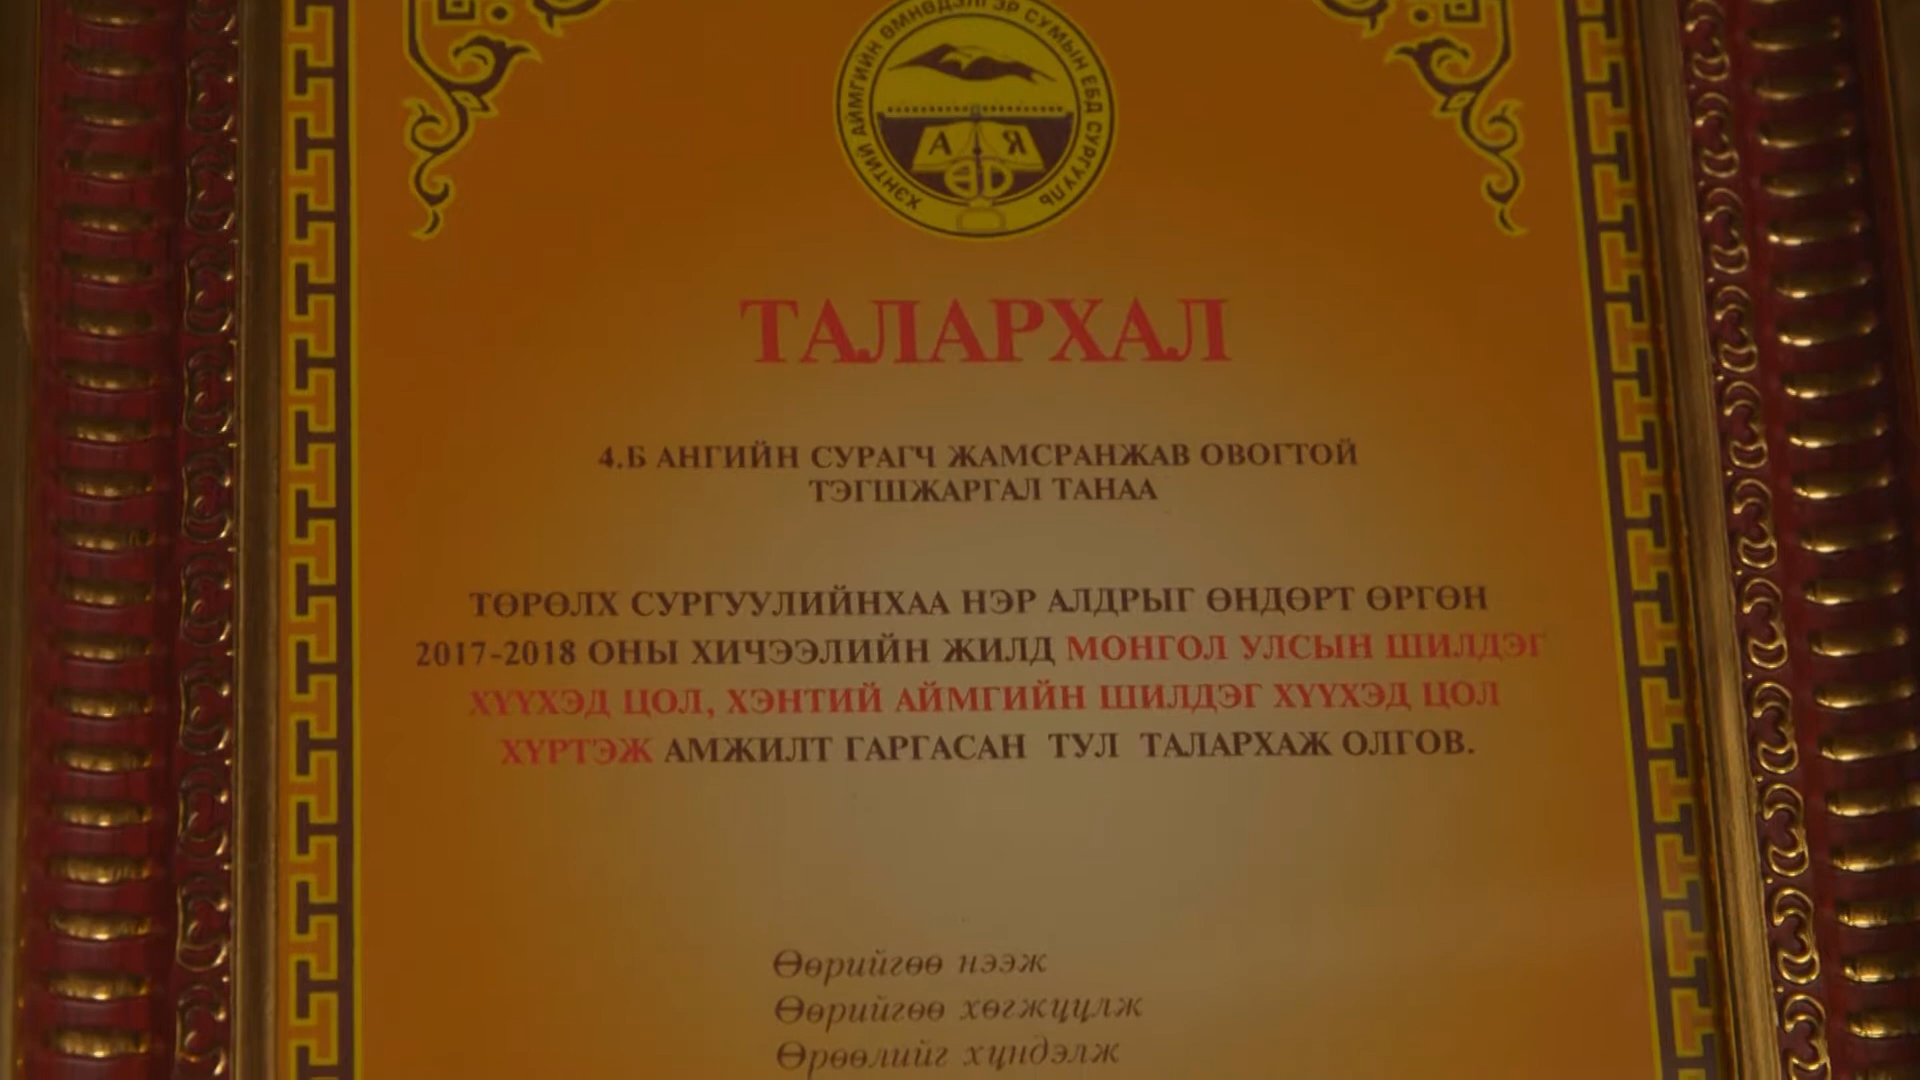 ХЭНТИЙ АЙМГИЙН ӨМНӨДЭЛГЭР СУМЫН ЕБД СУРГУУЛЬ
А Я
ӨД
ТАЛАРХАЛ
4.Б АНГИЙН СУРАГЧ ЖАМСРАНЖАВ ОВОГТОЙ
ТЭГШЖАРГАЛ ТАНАА
ТӨРӨЛХ СУРГУУЛИЙНХАА НЭР АЛДРЫГ ӨНДӨРТ ӨРГӨН
2017-2018 ОНЫ ХИЧЭЭЛИЙН ЖИЛД МОНГОЛ УЛСЫН ШИЛДЭГ
ХҮҮХЭД ЦОЛ, ХЭНТИЙ АЙМГИЙН ШИЛДЭГ ХҮҮХЭД ЦОЛ
ХҮРТЭЖ АМЖИЛТ ГАРГАСАН ТУЛ ТАЛАРХАЖ ОЛГОВ.
Өөрийгөө нээж
Өөрийгөө хөгжүүлж
Өрөөлийг хүндэлж